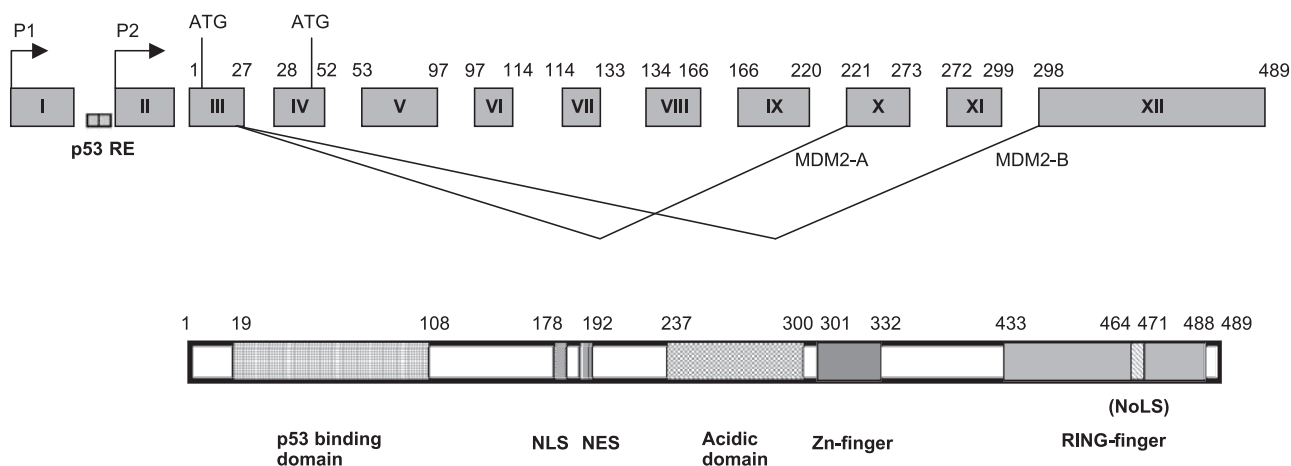 P1 P2 ATG ATG
1 27 28 52 53 97 97 114 114 133 134 166 166 220 221 273 272 299 298 489
I II III IV V VI VII VIII IX X XI XII
p53 RE
MDM2-A MDM2-B
1 19 108 178 192 237 300 301 332 433 464 471 488 489
(NoLS)
p53 binding NLS NES Acidic Zn-finger RING-finger
domain domain